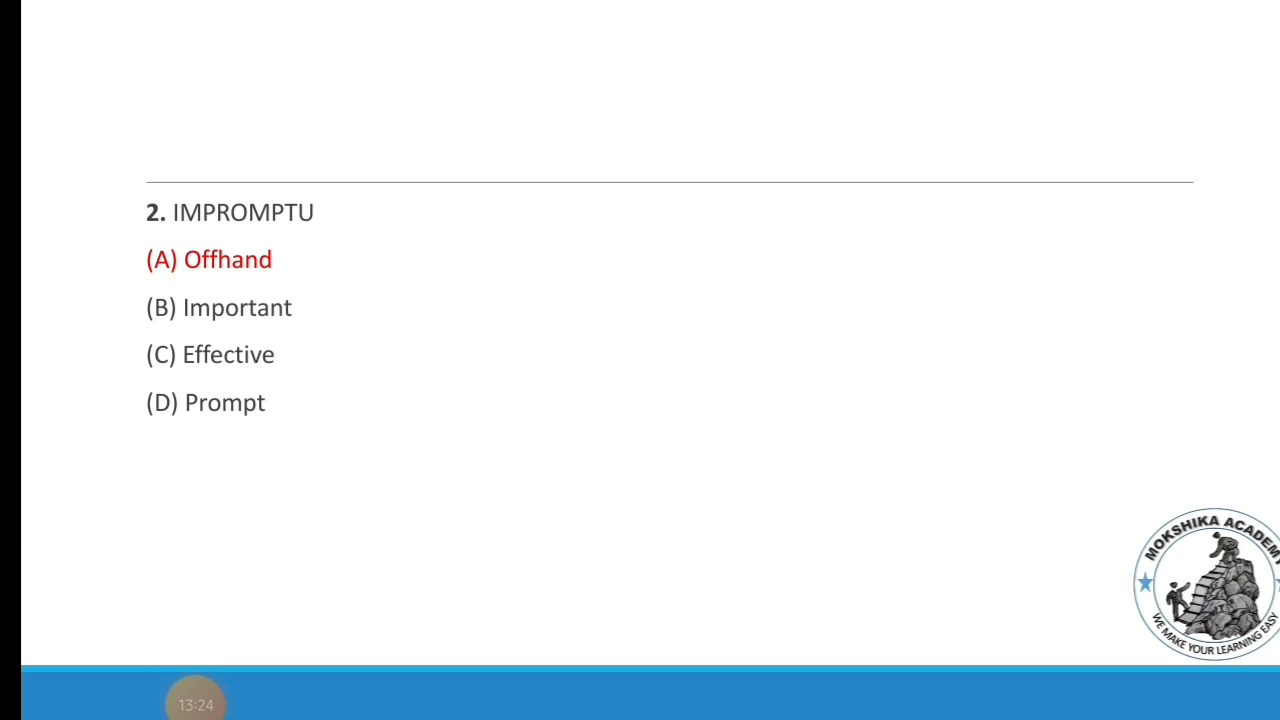 2. IMPROMPTU
(A) Offhand
(B) Important
(C) Effective
(D) Prompt
MOKSHIKA ACADEMY
WE MAKE YOUR LEARNING EASY
13:24